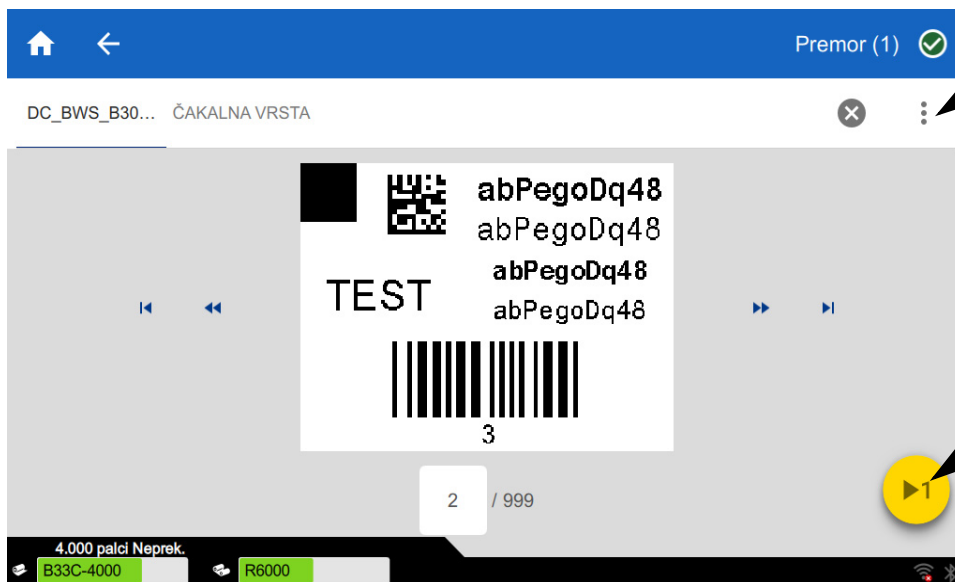 Premor (1)
DC_BWS_B30... ČAKALNA VRSTA
abPegoDq48
abPegoDq48
abPegoDq48
TEST
abPegoDq48
3
2 / 999
1
4.000 palci Neprek.
B33C-4000 R6000